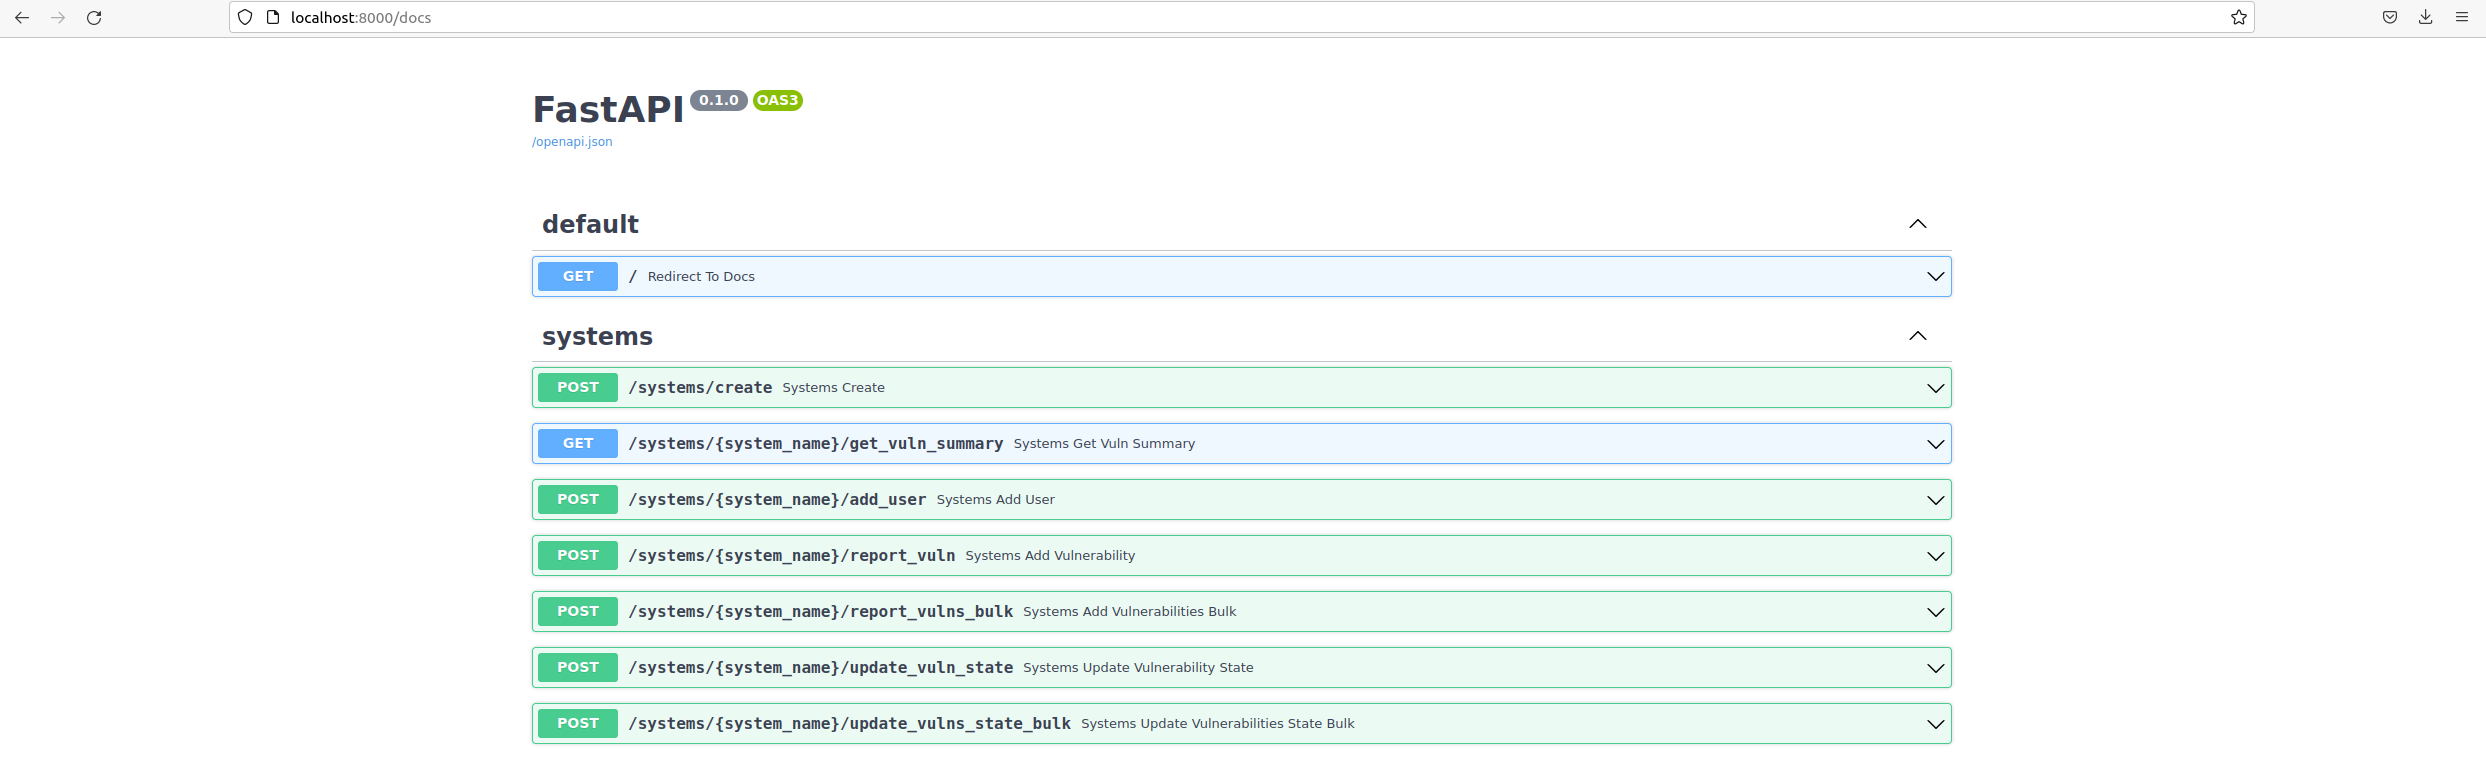 localhost:8000/docs
FastAPI 0.1.0 OAS3
/openapi.json
default
GET / Redirect To Docs
systems
POST /systems/create Systems Create
GET /systems/{system_name}/get_vuln_summary Systems Get Vuln Summary
POST /systems/{system_name}/add_user Systems Add User
POST /systems/{system_name}/report_vuln Systems Add Vulnerability
POST /systems/{system_name}/report_vulns_bulk Systems Add Vulnerabilities Bulk
POST /systems/{system_name}/update_vuln_state Systems Update Vulnerability State
POST /systems/{system_name}/update_vulns_state_bulk Systems Update Vulnerabilities State Bulk